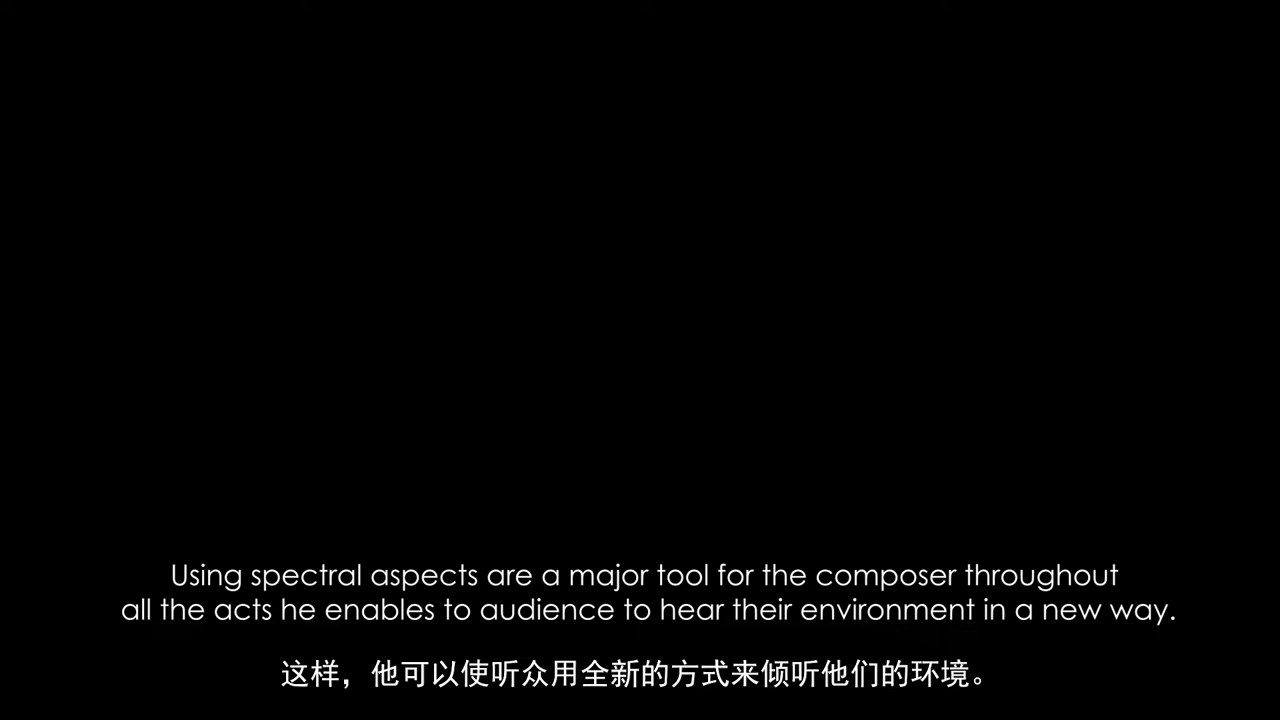 Using spectral aspects are a major tool for the composer throughout
all the acts he enables to audience to hear their environment in a new way.
这样，他可以使听众用全新的方式来倾听他们的环境。